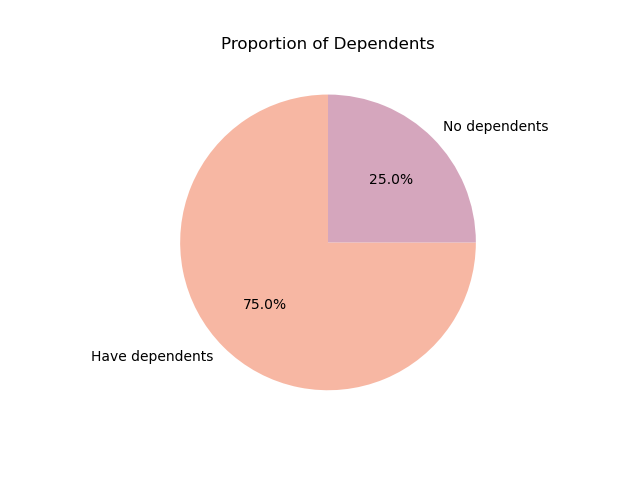 Proportion of Dependents
No dependents
25.0%
75.0%
Have dependents